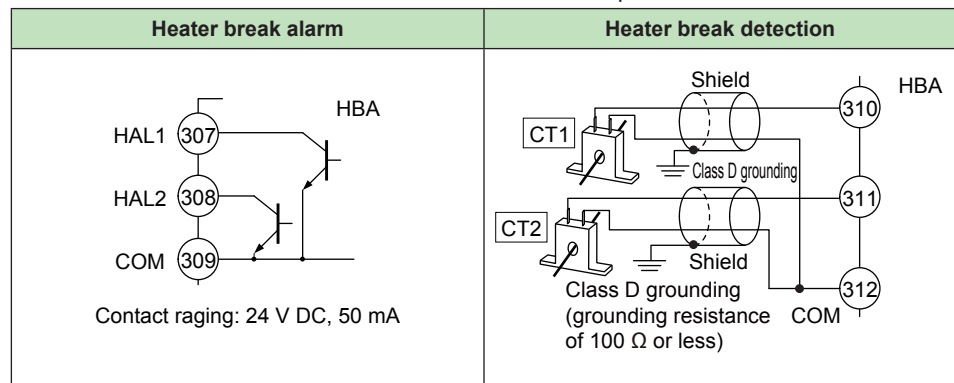 Heater break alarm
Heater break detection
HBA
HAL1 307
HAL2 308
COM 309
Contact raging: 24 V DC, 50 mA
Shield
HBA
310
CT1
Class D grounding
311
CT2
Shield
Class D grounding
(grounding resistance
of 100 Ω or less)
COM
312